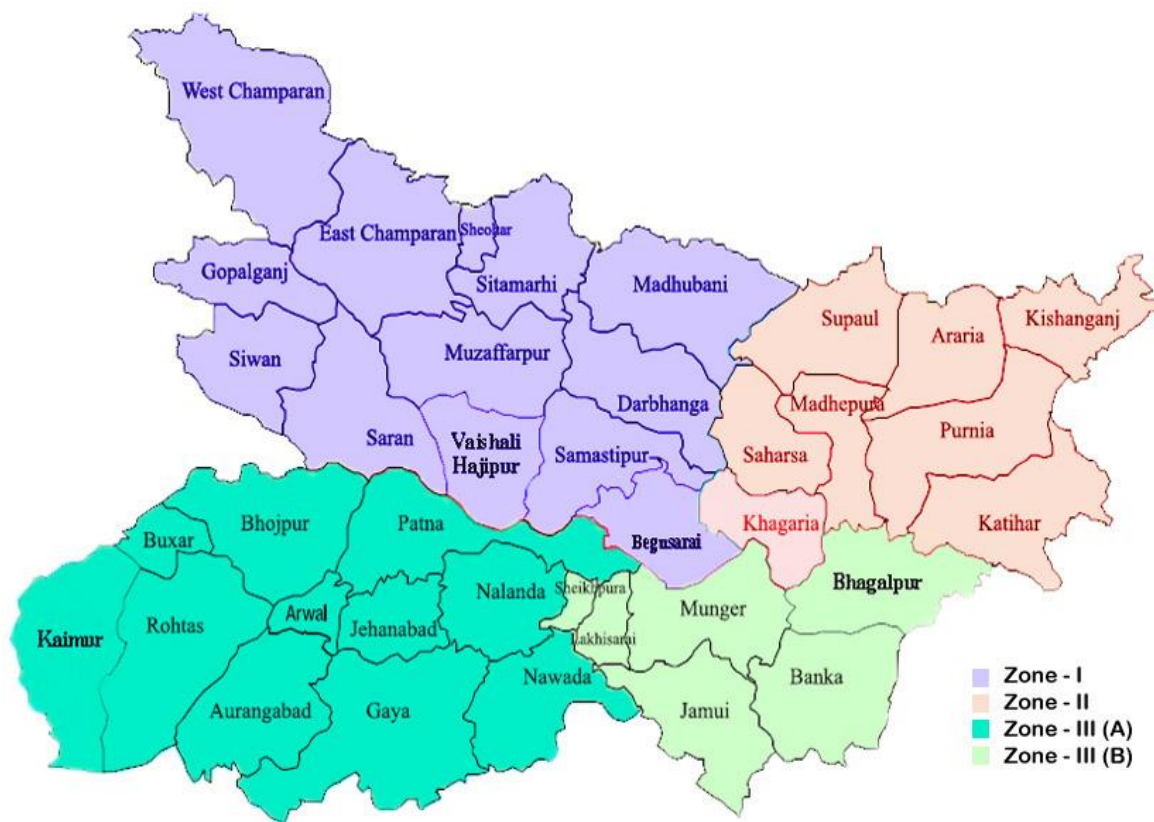 West Champaran
East Champaran
Sheohar
Gopalganj
Sitamarhi
Madhubani
Supaul
Araria
Kishanganj
Siwan
Muzaffarpur
Darbhanga
Madhepura
Purnia
Saran
Vaishali
Hajipur
Samastipur
Saharsa
Khagaria
Katihar
Begusarai
Bhojpur
Patna
Buxar
Nalanda
Sheikhpura
Munger
Bhagalpur
Kaimur
Rohtas
Arwal
Jehanabad
Lakhisarai
Nawada
Banka
Aurangabad
Gaya
Jamui
Zone - I
Zone - II
Zone - III (A)
Zone - III (B)